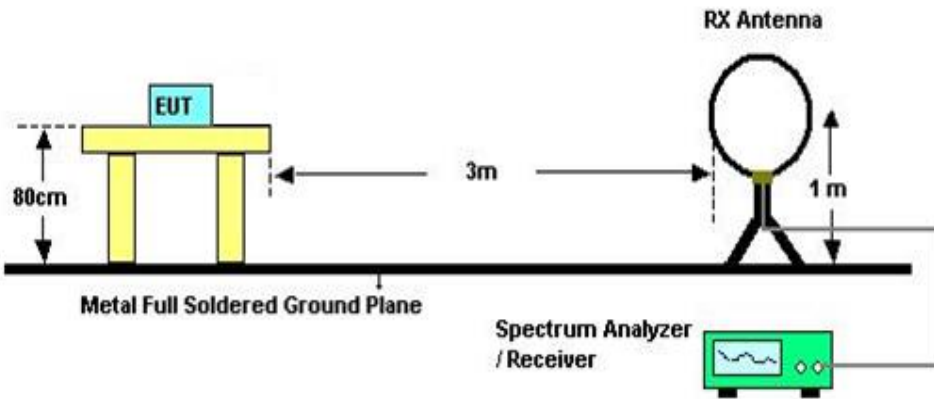 RX Antenna
EUT
80cm
3m
1 m
Metal Full Soldered Ground Plane
Spectrum Analyzer
/ Receiver